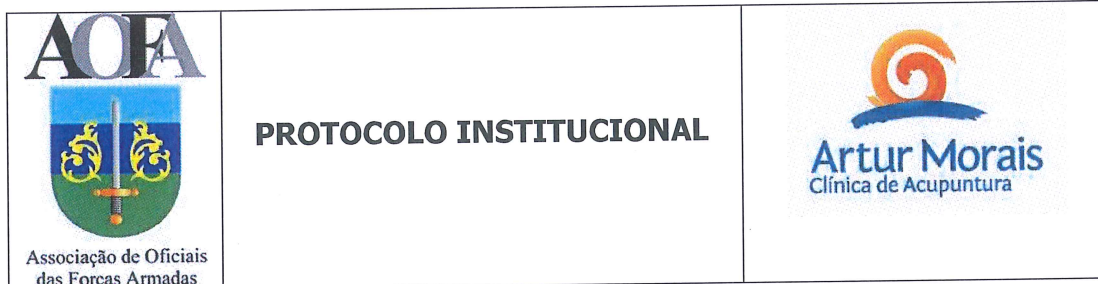 AOFA
Associação de Oficiais
das Forças Armadas
PROTOCOLO INSTITUCIONAL
Artur Morais
Clínica de Acupuntura